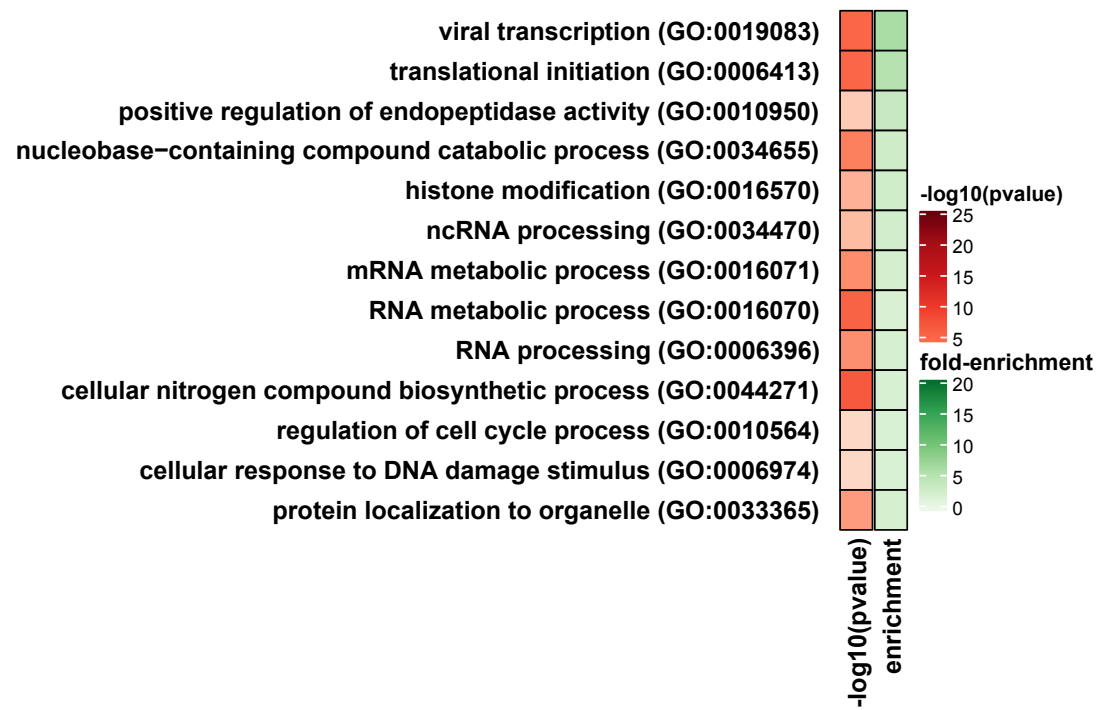 viral transcription (GO:0019083)
translational initiation (GO:0006413)
positive regulation of endopeptidase activity (GO:0010950)
nucleobase−containing compound catabolic process (GO:0034655)
histone modification (GO:0016570)
ncRNA processing (GO:0034470)
mRNA metabolic process (GO:0016071)
RNA metabolic process (GO:0016070)
RNA processing (GO:0006396)
cellular nitrogen compound biosynthetic process (GO:0044271)
regulation of cell cycle process (GO:0010564)
cellular response to DNA damage stimulus (GO:0006974)
protein localization to organelle (GO:0033365)
-log10(pvalue)
enrichment
-log10(pvalue)
25
20
15
10
5
fold-enrichment
20
15
10
5
0